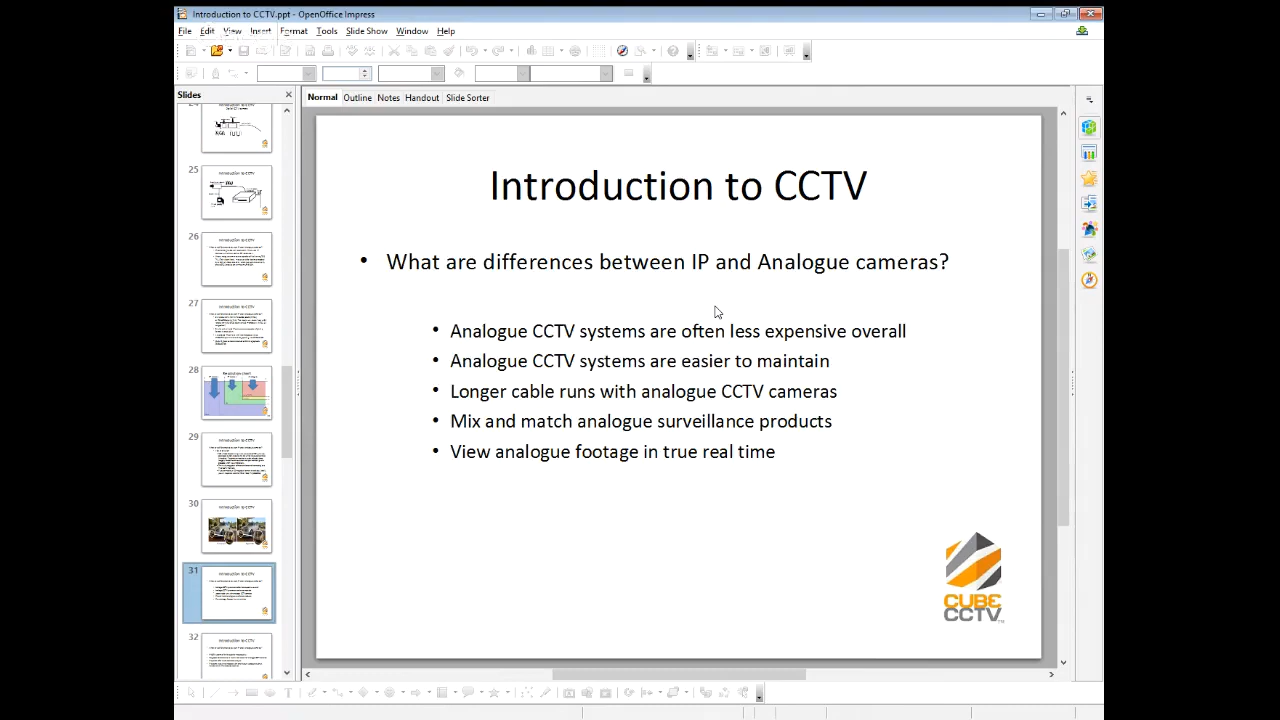 Introduction to CCTV.ppt - OpenOffice Impress
File Edit View Insert Format Tools Slide Show Window Help
Slides
Normal Outline Notes Handout Slide Sorter
25
26
27
28
29
30
31
32
Introduction to CCTV
• What are differences between IP and Analogue cameras?
• Analogue CCTV systems are often less expensive overall
• Analogue CCTV systems are easier to maintain
• Longer cable runs with analogue CCTV cameras
• Mix and match analogue surveillance products
• View analogue footage in true real time
CUBE
CCTV